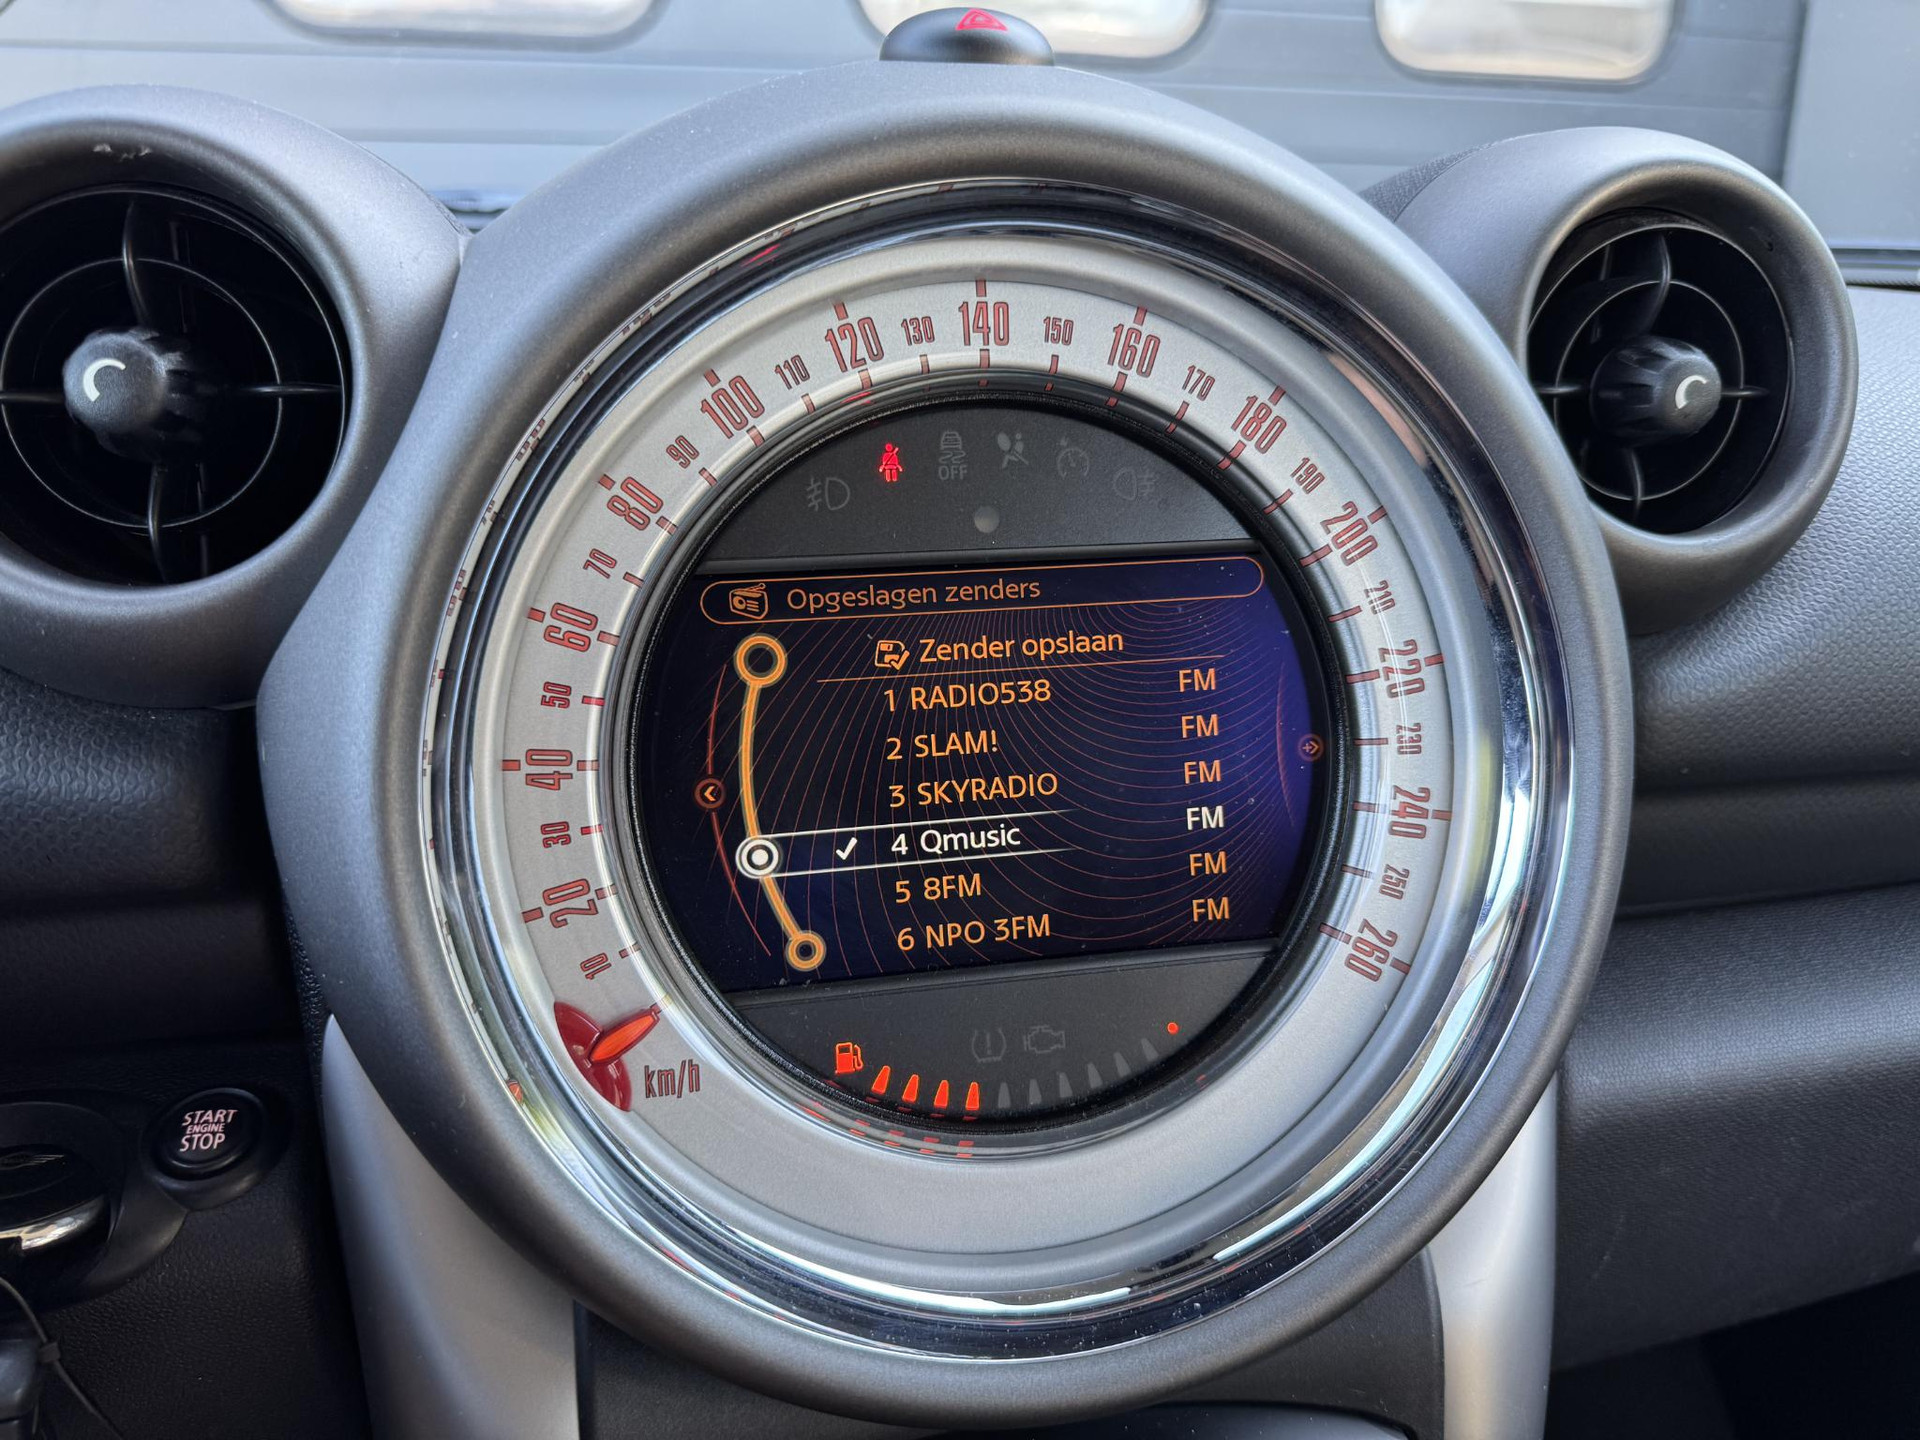 10
20
30
40
50
60
70
80
90
100
110
120
130
140
150
160
170
180
190
200
210
220
230
240
250
260
km/h
OFF
Opgeslagen zenders
Zender opslaan
1 RADIO538 FM
2 SLAM! FM
3 SKYRADIO FM
4 Qmusic FM
5 8FM FM
6 NPO 3FM FM
START
ENGINE
STOP